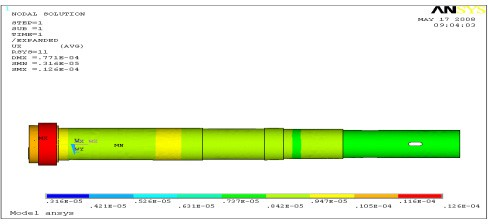 1
ANSYS
NODAL SOLUTION
MAY 17 2008
09:04:03
STEP=1
SUB =1
TIME=1
/EXPANDED
UX (AVG)
RSYS=11
DMX =.771E-04
SMN =.316E-05
SMX =.126E-04
MX
MN
.316E-05 .421E-05 .526E-05 .631E-05 .737E-05 .842E-05 .947E-05 .105E-04 .116E-04 .126E-04
Model ansys